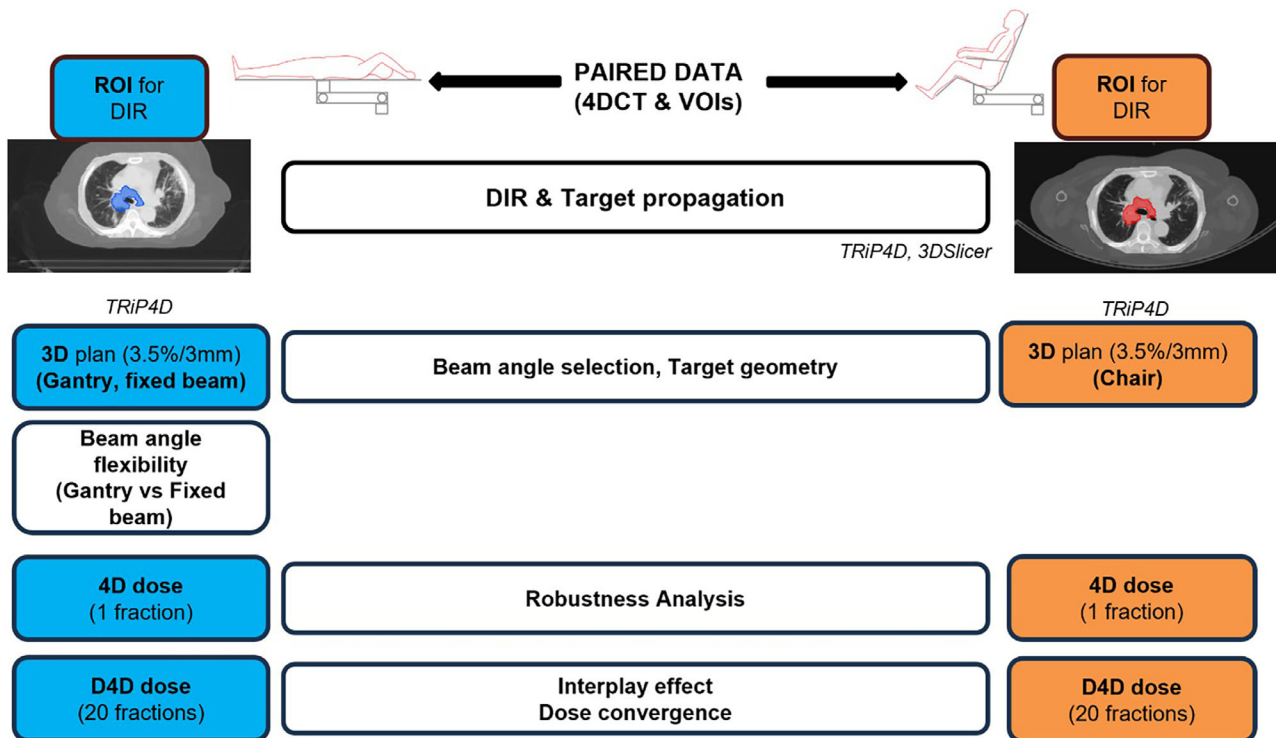 ROI for
DIR
PAIRED DATA
(4DCT & VOIs)
ROI for
DIR
DIR & Target propagation
TRiP4D, 3DSlicer
TRiP4D
TRiP4D
3D plan (3.5%/3mm)
(Gantry, fixed beam)
Beam angle selection, Target geometry
3D plan (3.5%/3mm)
(Chair)
Beam angle
flexibility
(Gantry vs Fixed
beam)
4D dose
(1 fraction)
Robustness Analysis
4D dose
(1 fraction)
D4D dose
(20 fractions)
Interplay effect
Dose convergence
D4D dose
(20 fractions)